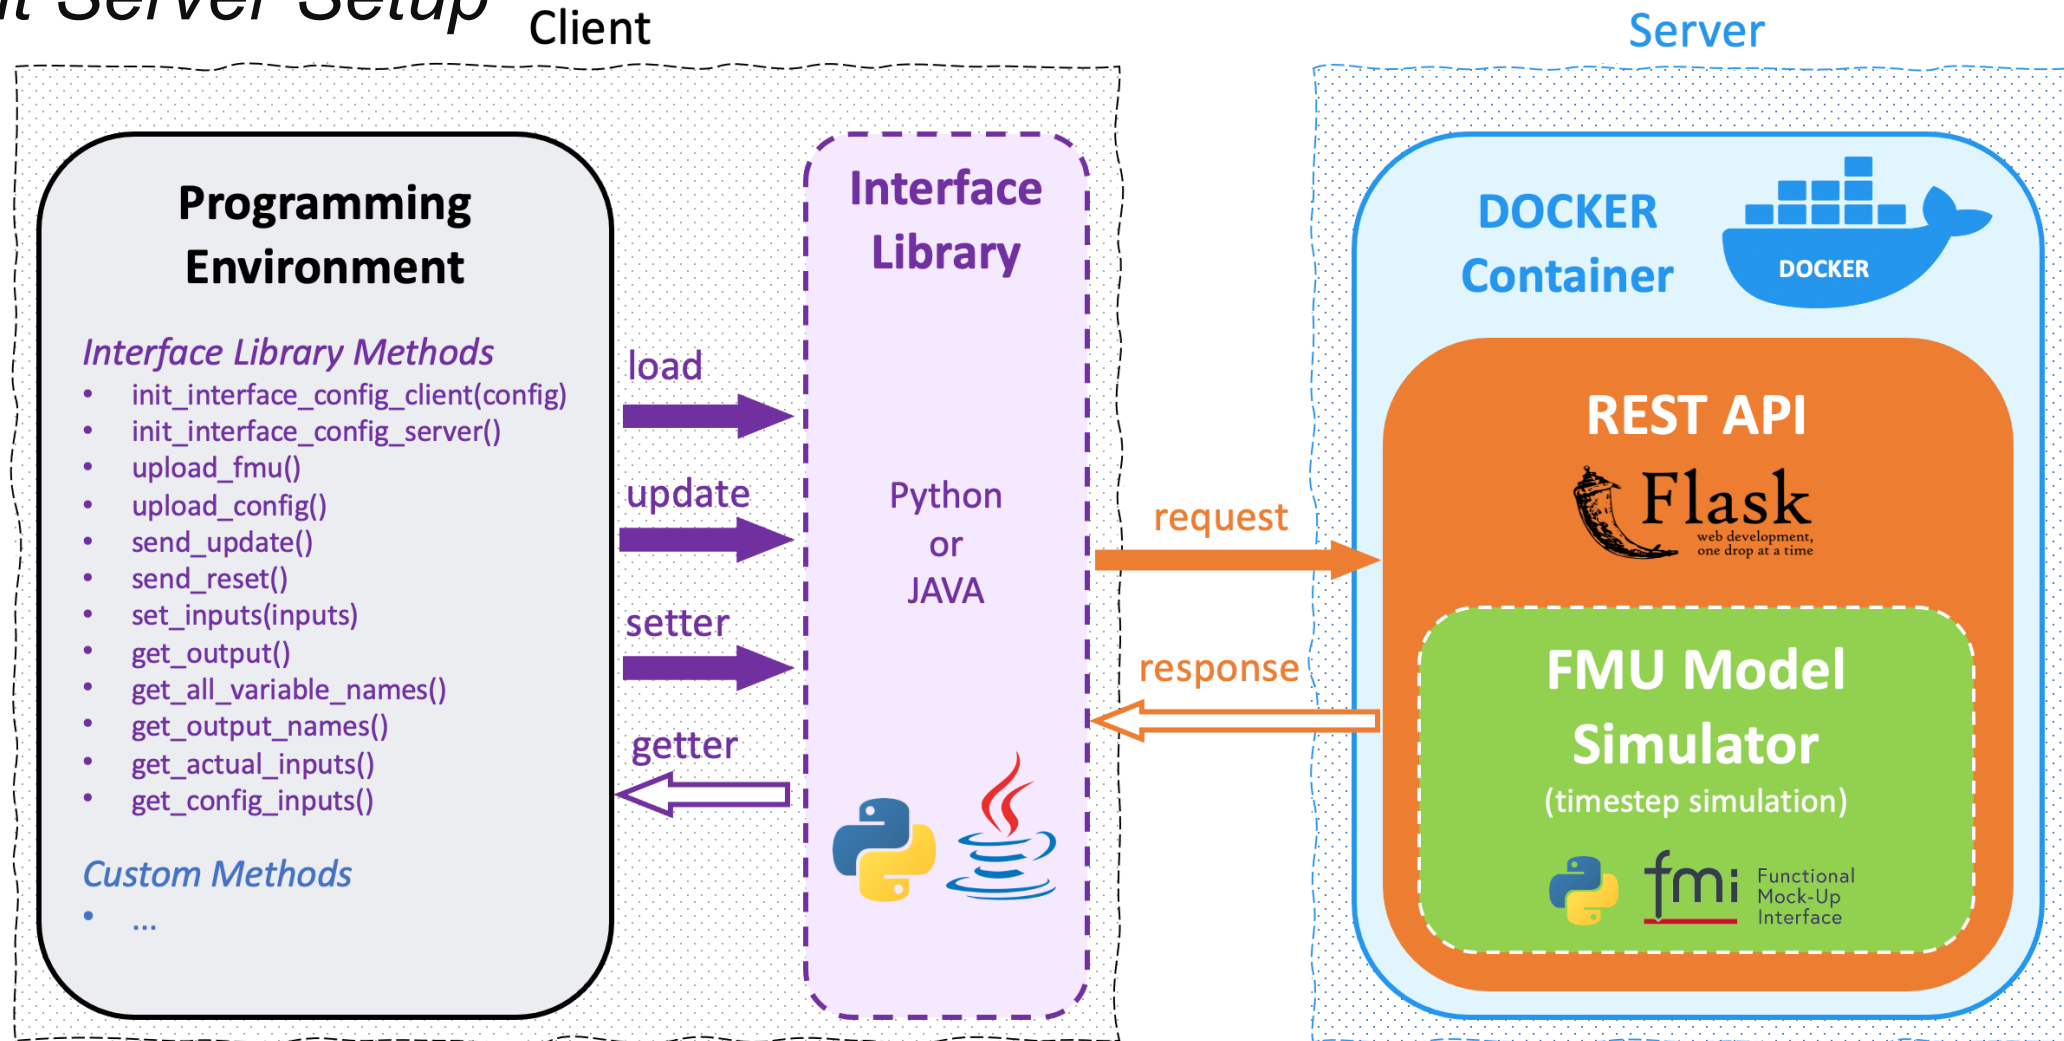 Server Setup
Client
Server
Programming
Environment
Interface Library Methods
• init_interface_config_client(config)
• init_interface_config_server()
• upload_fmu()
• upload_config()
• send_update()
• send_reset()
• set_inputs(inputs)
• get_output()
• get_all_variable_names()
• get_output_names()
• get_actual_inputs()
• get_config_inputs()
Custom Methods
• ...
load
update
setter
getter
Interface
Library
Python
or
JAVA
request
response
DOCKER
Container
DOCKER
REST API
Flask
web development,
one drop at a time
FMU Model
Simulator
(timestep simulation)
fmi
Functional
Mock-Up
Interface